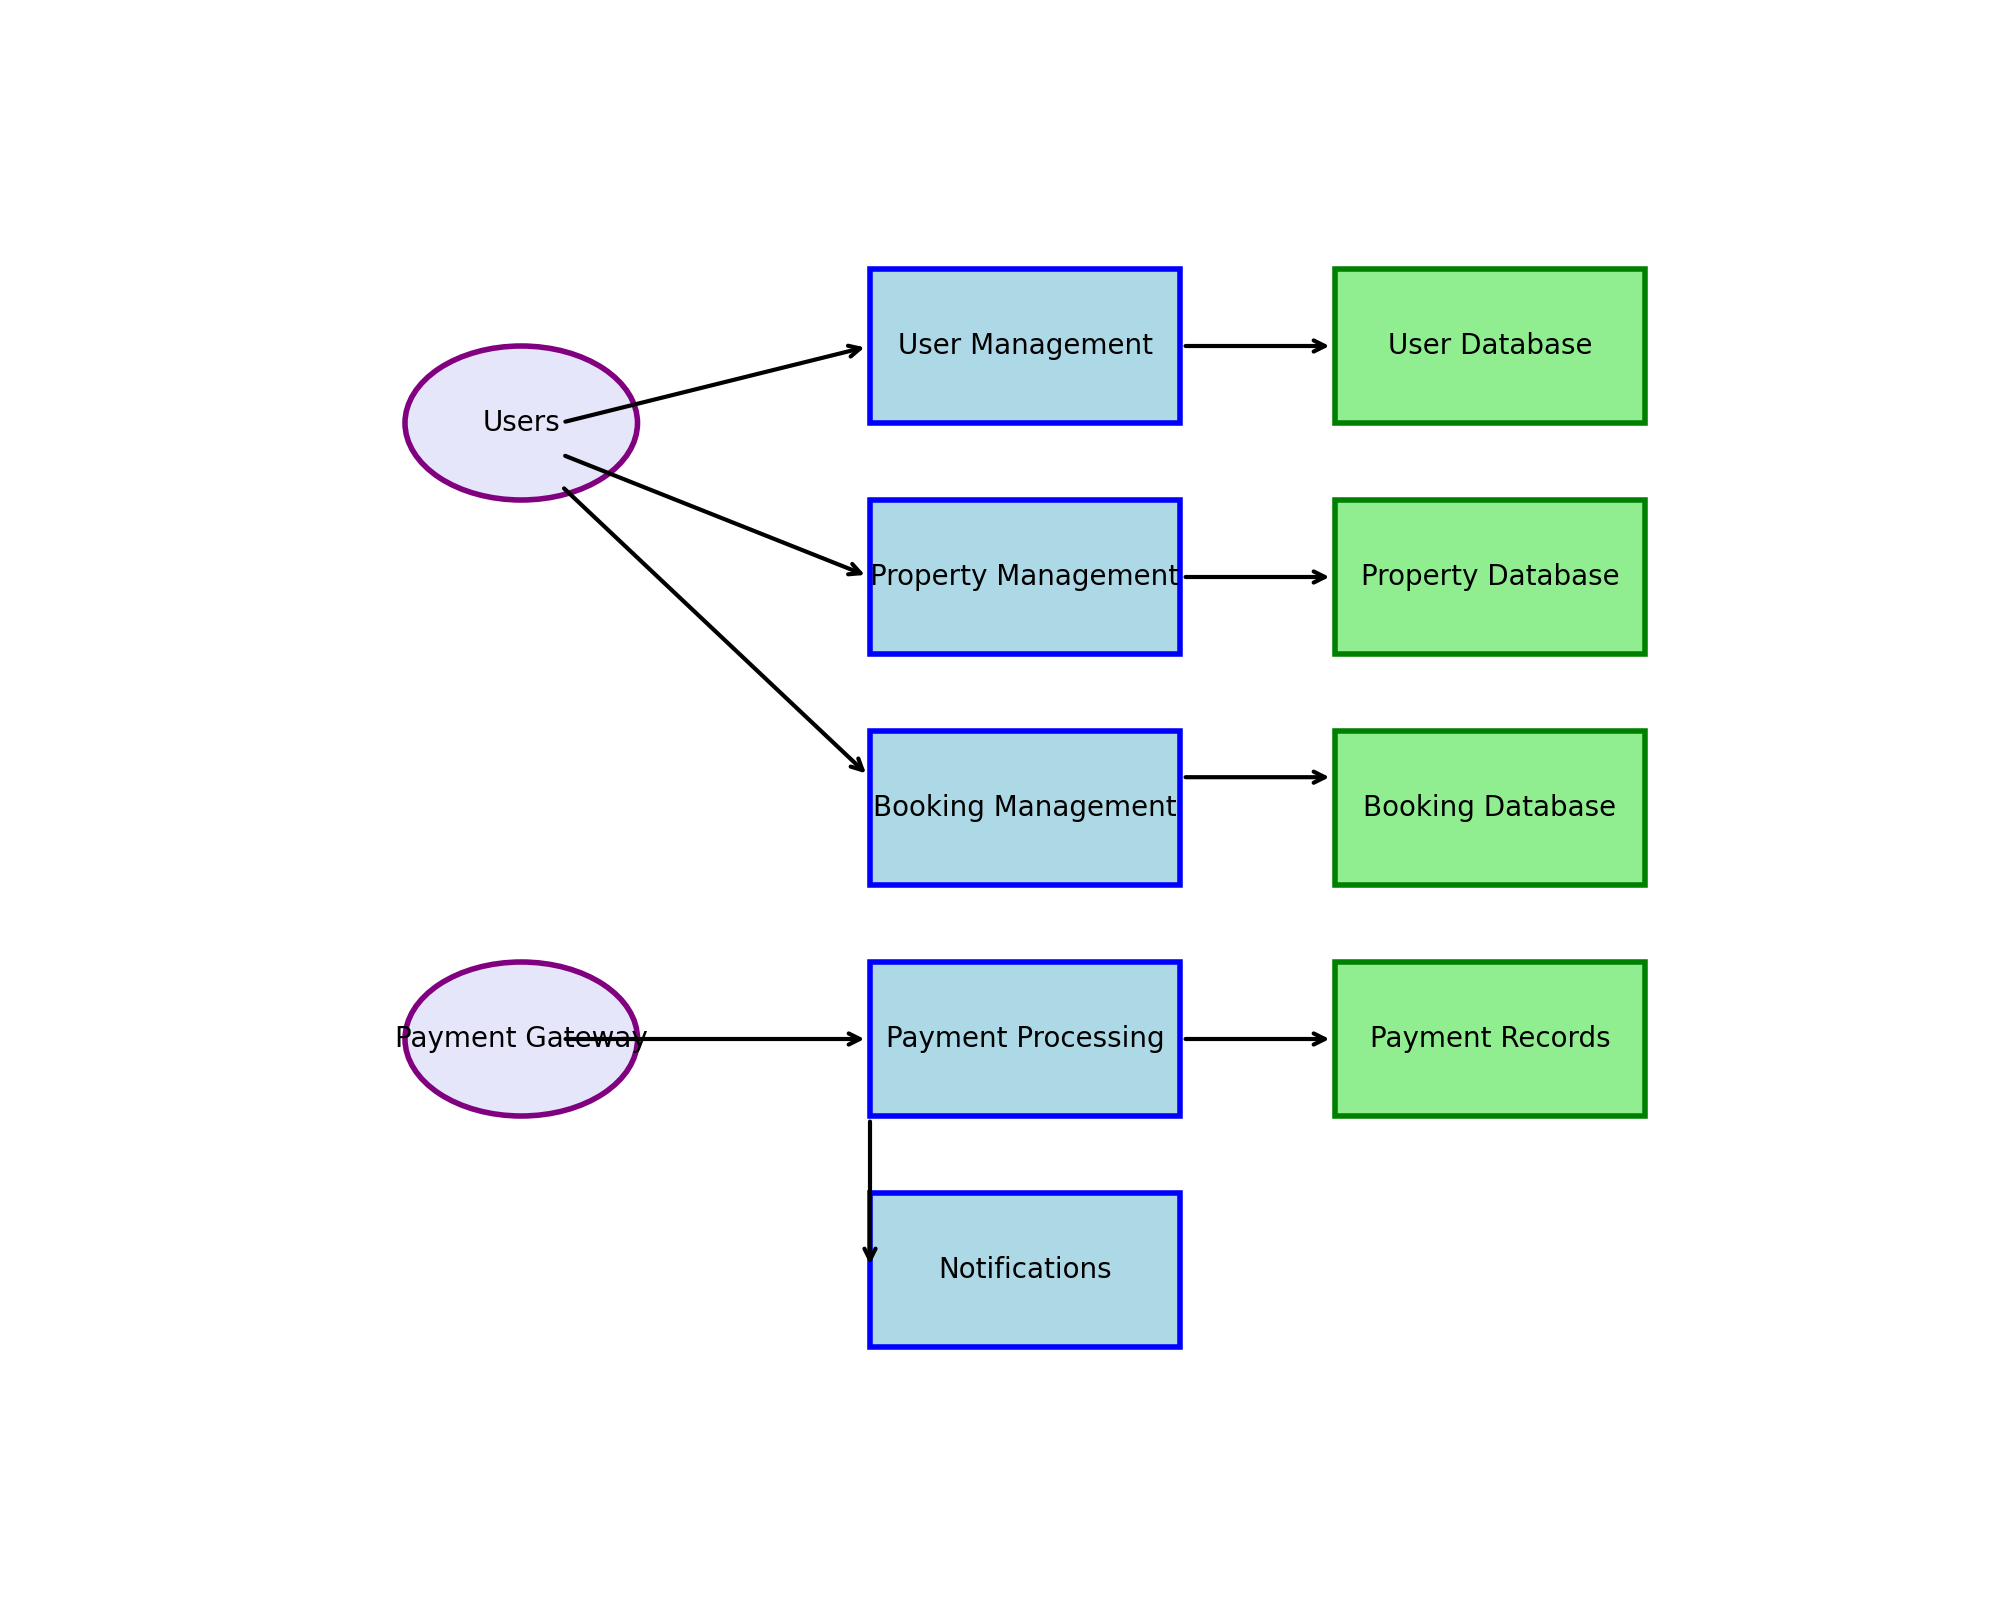 User Management
User Database
Users
Property Management
Property Database
Booking Management
Booking Database
Payment Gateway
Payment Processing
Payment Records
Notifications